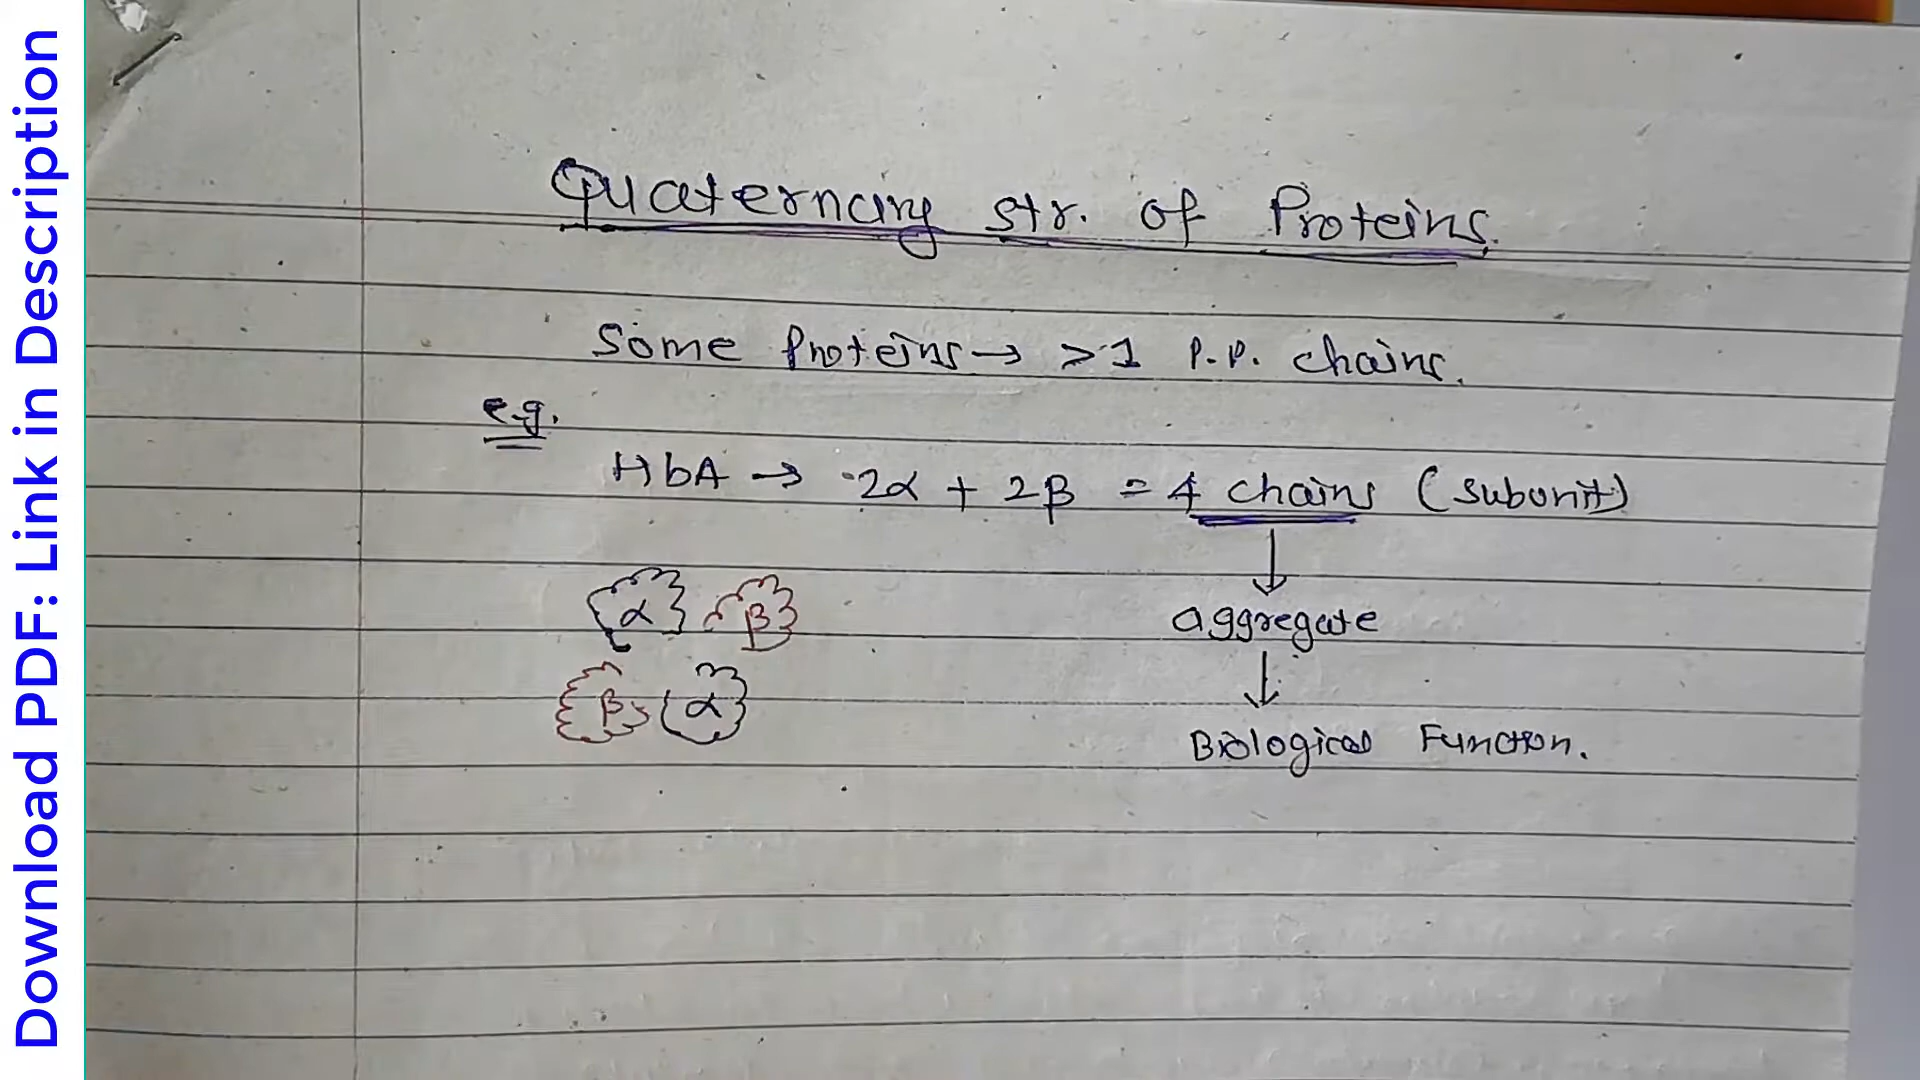 Download PDF: Link in Description
Quaternary str. of Proteins.
Some Proteins → >1 P.P. chains.
e.g.
HbA → 2α + 2β = 4 chains (subunit)
↓
aggregate
↓
Biological Function.
α β
β α